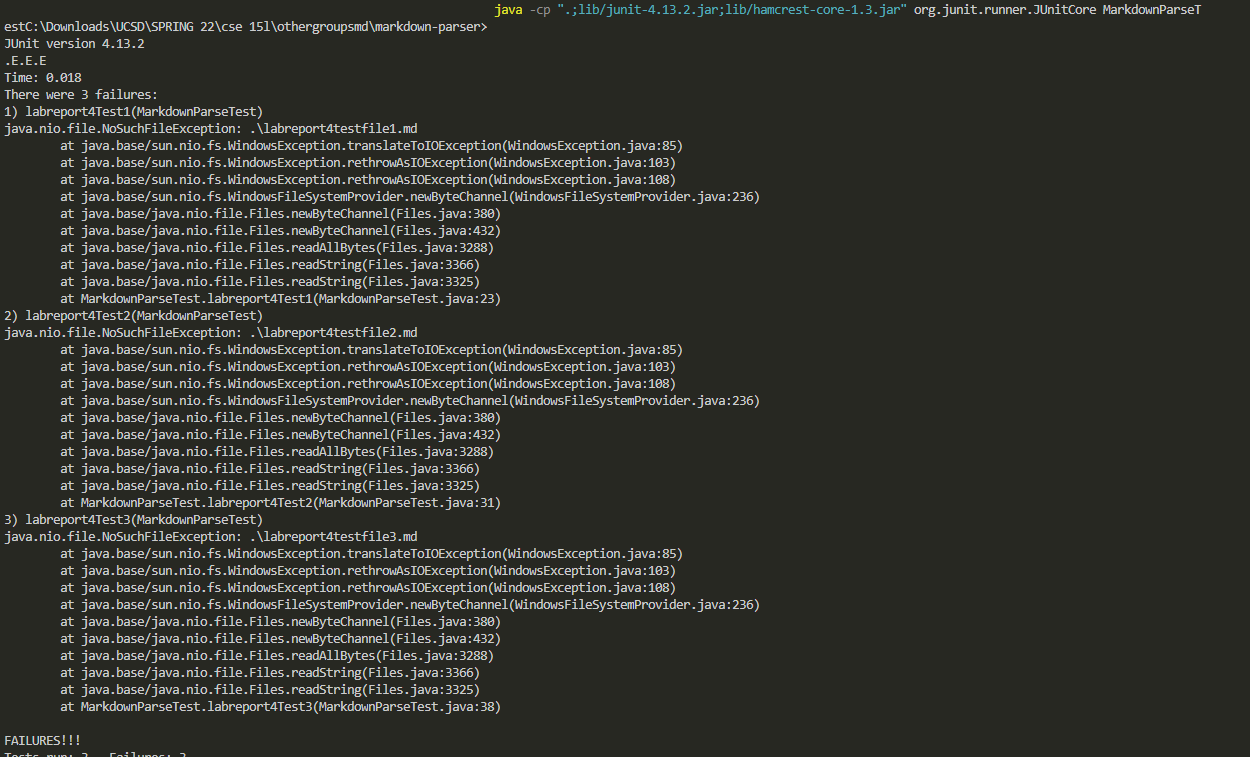 java -cp ".;lib/junit-4.13.2.jar;lib/hamcrest-core-1.3.jar" org.junit.runner.JUnitCore MarkdownParseT
estC:\Downloads\UCSD\SPRING 22\cse 15l\othergroupsmd\markdown-parser>
JUnit version 4.13.2
.E.E.E
Time: 0.018
There were 3 failures:
1) labreport4Test1(MarkdownParseTest)
java.nio.file.NoSuchFileException: .\labreport4testfile1.md
        at java.base/sun.nio.fs.WindowsException.translateToIOException(WindowsException.java:85)
        at java.base/sun.nio.fs.WindowsException.rethrowAsIOException(WindowsException.java:103)
        at java.base/sun.nio.fs.WindowsException.rethrowAsIOException(WindowsException.java:108)
        at java.base/sun.nio.fs.WindowsFileSystemProvider.newByteChannel(WindowsFileSystemProvider.java:236)
        at java.base/java.nio.file.Files.newByteChannel(Files.java:380)
        at java.base/java.nio.file.Files.newByteChannel(Files.java:432)
        at java.base/java.nio.file.Files.readAllBytes(Files.java:3288)
        at java.base/java.nio.file.Files.readString(Files.java:3366)
        at java.base/java.nio.file.Files.readString(Files.java:3325)
        at MarkdownParseTest.labreport4Test1(MarkdownParseTest.java:23)
2) labreport4Test2(MarkdownParseTest)
java.nio.file.NoSuchFileException: .\labreport4testfile2.md
        at java.base/sun.nio.fs.WindowsException.translateToIOException(WindowsException.java:85)
        at java.base/sun.nio.fs.WindowsException.rethrowAsIOException(WindowsException.java:103)
        at java.base/sun.nio.fs.WindowsException.rethrowAsIOException(WindowsException.java:108)
        at java.base/sun.nio.fs.WindowsFileSystemProvider.newByteChannel(WindowsFileSystemProvider.java:236)
        at java.base/java.nio.file.Files.newByteChannel(Files.java:380)
        at java.base/java.nio.file.Files.newByteChannel(Files.java:432)
        at java.base/java.nio.file.Files.readAllBytes(Files.java:3288)
        at java.base/java.nio.file.Files.readString(Files.java:3366)
        at java.base/java.nio.file.Files.readString(Files.java:3325)
        at MarkdownParseTest.labreport4Test2(MarkdownParseTest.java:31)
3) labreport4Test3(MarkdownParseTest)
java.nio.file.NoSuchFileException: .\labreport4testfile3.md
        at java.base/sun.nio.fs.WindowsException.translateToIOException(WindowsException.java:85)
        at java.base/sun.nio.fs.WindowsException.rethrowAsIOException(WindowsException.java:103)
        at java.base/sun.nio.fs.WindowsException.rethrowAsIOException(WindowsException.java:108)
        at java.base/sun.nio.fs.WindowsFileSystemProvider.newByteChannel(WindowsFileSystemProvider.java:236)
        at java.base/java.nio.file.Files.newByteChannel(Files.java:380)
        at java.base/java.nio.file.Files.newByteChannel(Files.java:432)
        at java.base/java.nio.file.Files.readAllBytes(Files.java:3288)
        at java.base/java.nio.file.Files.readString(Files.java:3366)
        at java.base/java.nio.file.Files.readString(Files.java:3325)
        at MarkdownParseTest.labreport4Test3(MarkdownParseTest.java:38)
FAILURES!!!
Tests run: 3, Failures: 3